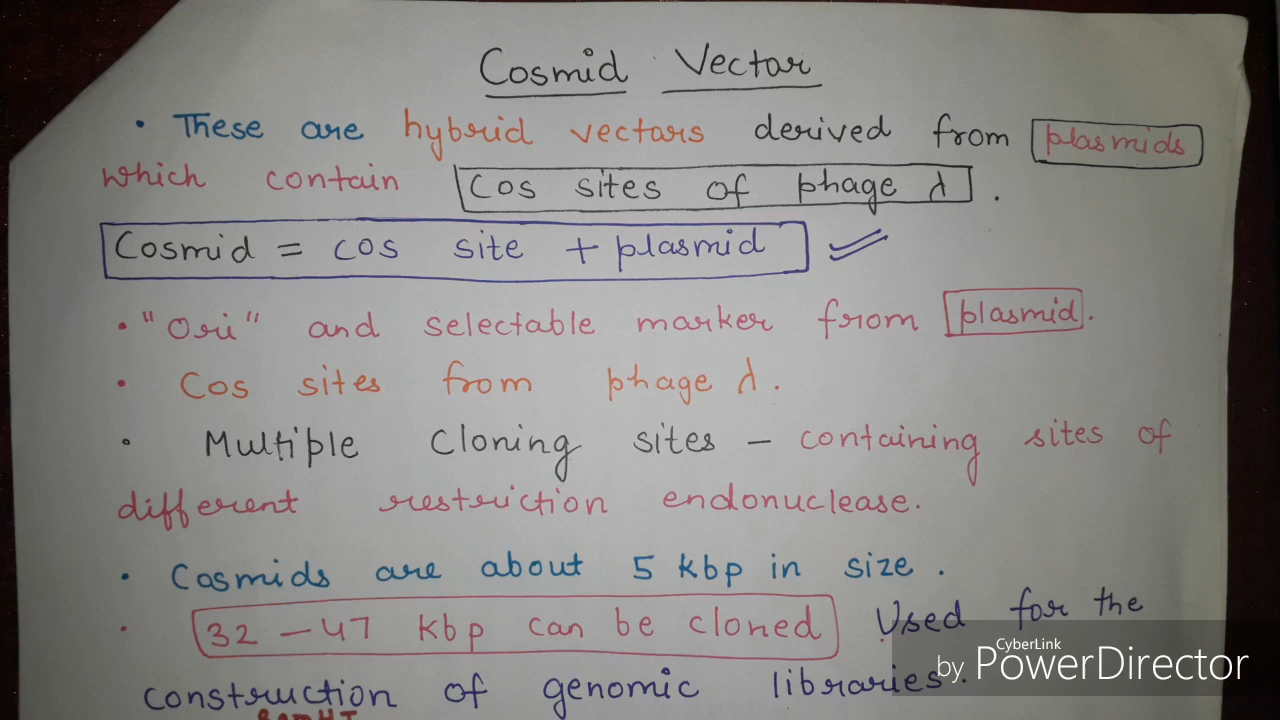 Cosmid Vector
• These are hybrid vectors derived from plasmids
which contain cos sites of phage λ.
Cosmid = cos site + plasmid
• "Ori" and selectable marker from plasmid.
• Cos sites from phage λ.
• Multiple Cloning sites – containing sites of
different restriction endonuclease.
• Cosmids are about 5 kbp in size.
• 32 – 47 kbp can be cloned Used for the
construction of genomic libraries.
CyberLink
by PowerDirector
BamHI